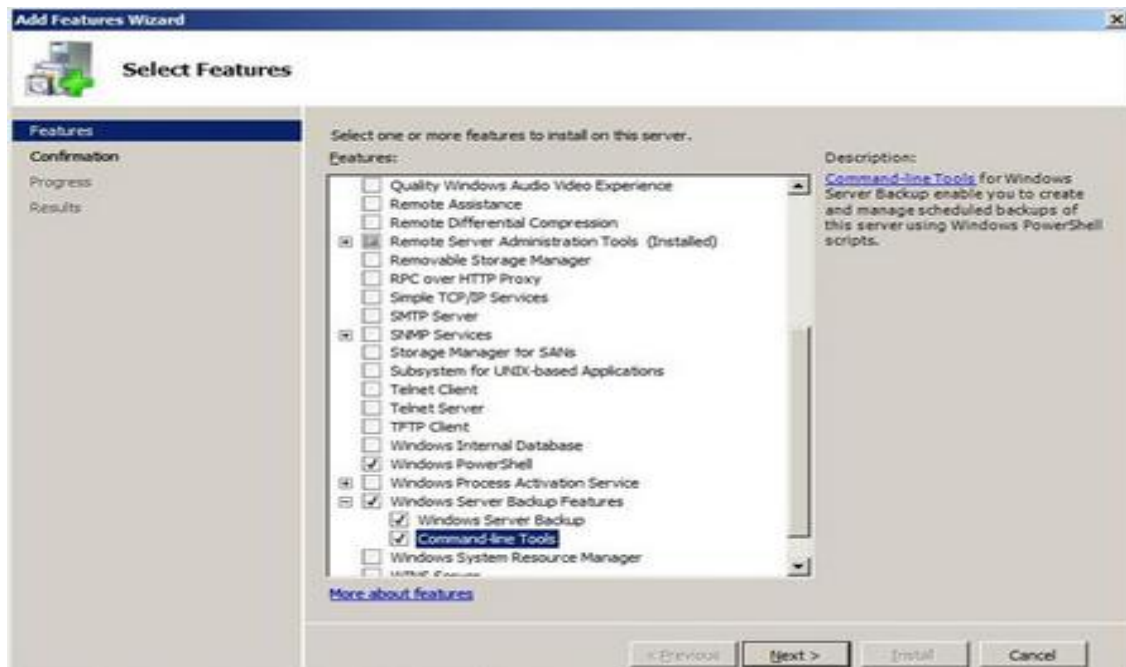 Add Features Wizard
Select Features
Features
Confirmation
Progress
Results
Select one or more features to install on this server.
Features:
Quality Windows Audio Video Experience
Remote Assistance
Remote Differential Compression
Remote Server Administration Tools (Installed)
Removable Storage Manager
RPC over HTTP Proxy
Simple TCP/IP Services
SMTP Server
SNMP Services
Storage Manager for SANs
Subsystem for UNIX-based Applications
Telnet Client
Telnet Server
TFTP Client
Windows Internal Database
Windows PowerShell
Windows Process Activation Service
Windows Server Backup Features
Windows Server Backup
Command-line Tools
Windows System Resource Manager
WINS Server
More about features
Description:
Command-line Tools for Windows
Server Backup enable you to create
and manage scheduled backups of
this server using Windows PowerShell
scripts.
< Previous
Next >
Install
Cancel